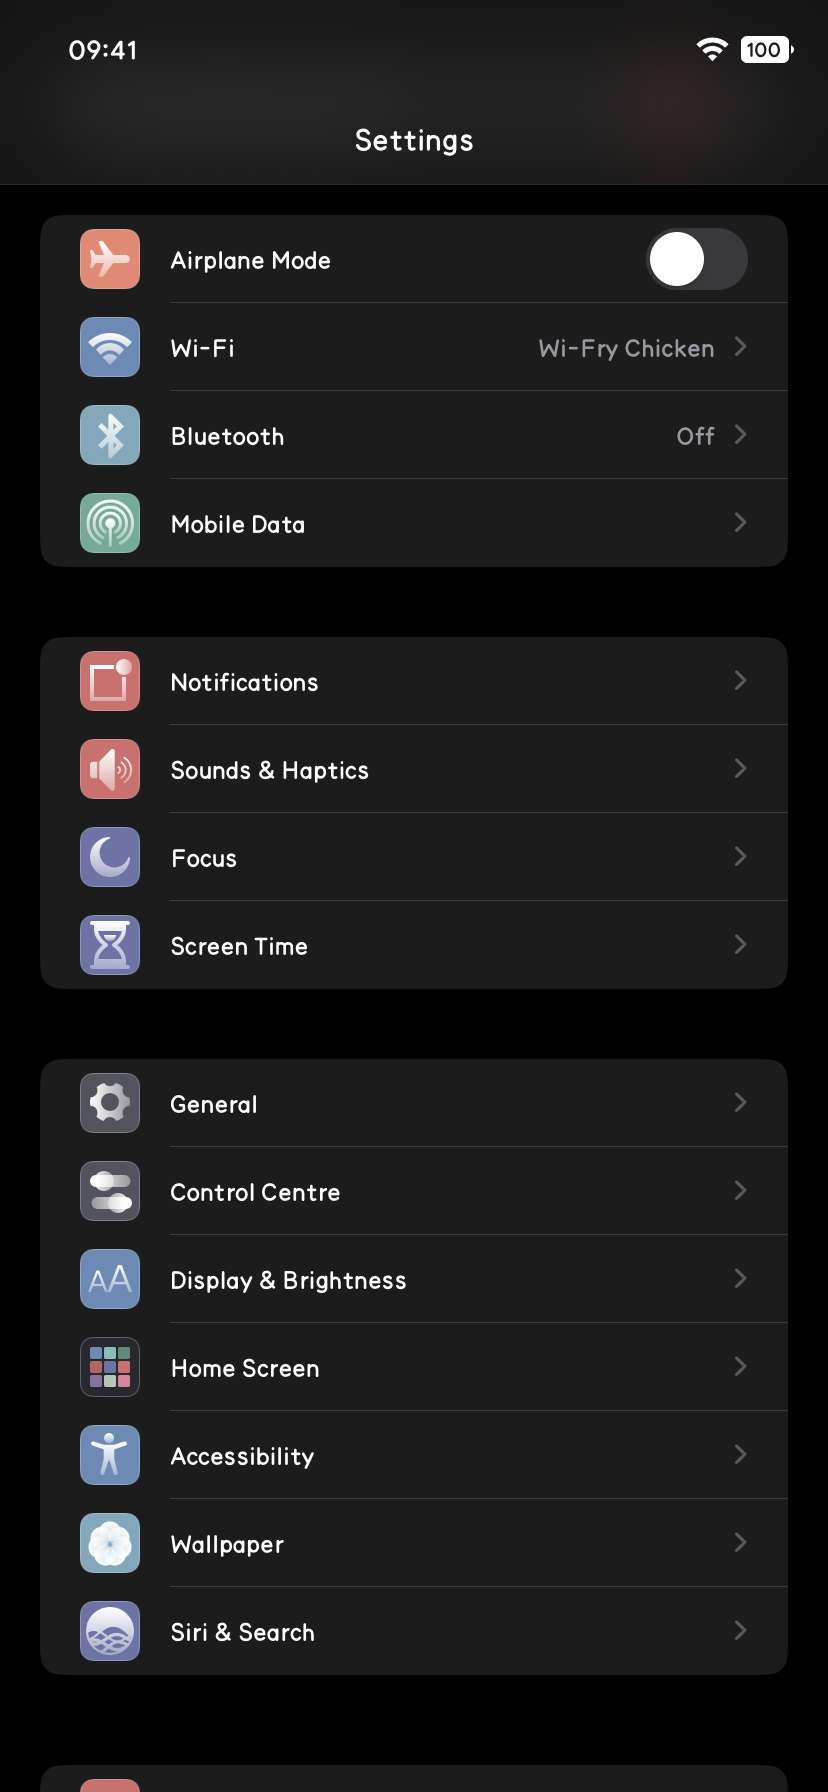 09:41
100
Settings
Airplane Mode
Wi-Fi Wi-Fry Chicken
Bluetooth Off
Mobile Data
Notifications
Sounds & Haptics
Focus
Screen Time
General
Control Centre
AA Display & Brightness
Home Screen
Accessibility
Wallpaper
Siri & Search